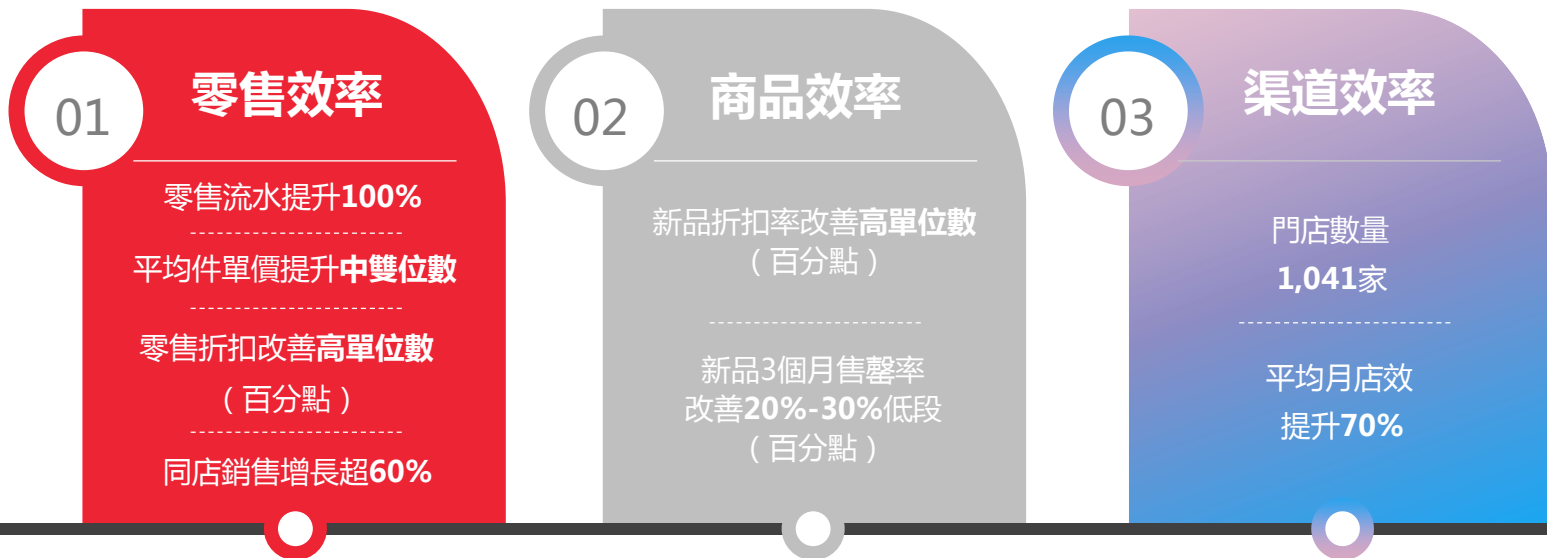 01
零售效率
零售流水提升100%
平均件單價提升中雙位數
零售折扣改善高單位數
（百分點）
同店銷售增長超60%
02
商品效率
新品折扣率改善高單位數
（百分點）
新品3個月售罄率
改善20%-30%低段
（百分點）
03
渠道效率
門店數量
1,041家
平均月店效
提升70%